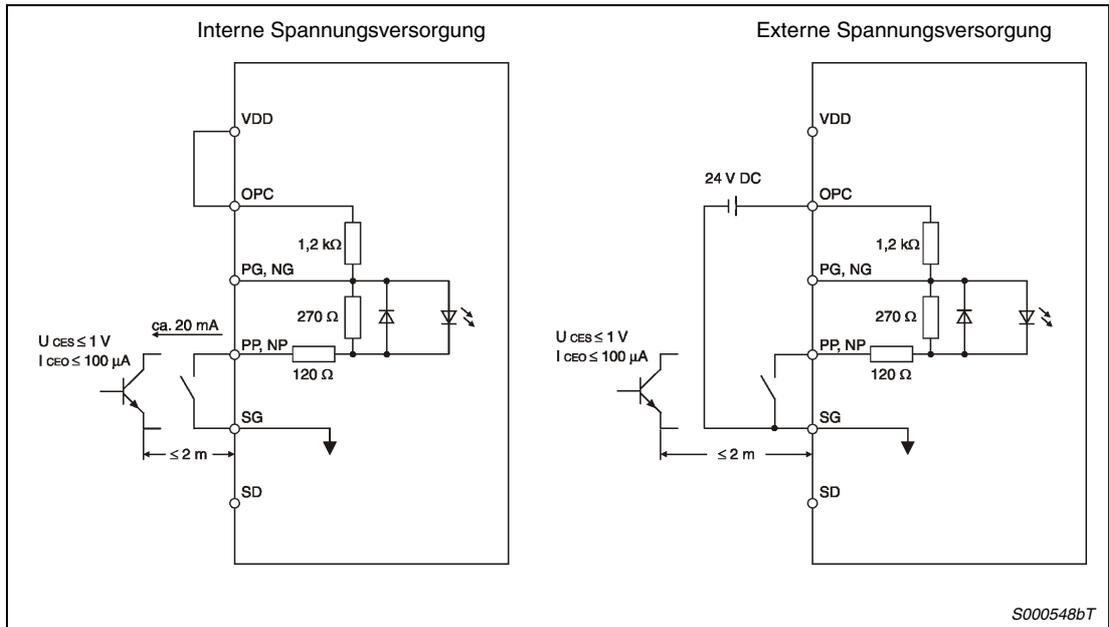 Interne Spannungsversorgung
VDD
OPC
1,2 kΩ
PG, NG
270 Ω
ca. 20 mA
U CES ≤ 1 V
I CEO ≤ 100 µA
PP, NP
120 Ω
SG
≤ 2 m
SD
Externe Spannungsversorgung
VDD
24 V DC
OPC
1,2 kΩ
PG, NG
270 Ω
U CES ≤ 1 V
I CEO ≤ 100 µA
PP, NP
120 Ω
SG
≤ 2 m
SD
S000548bT